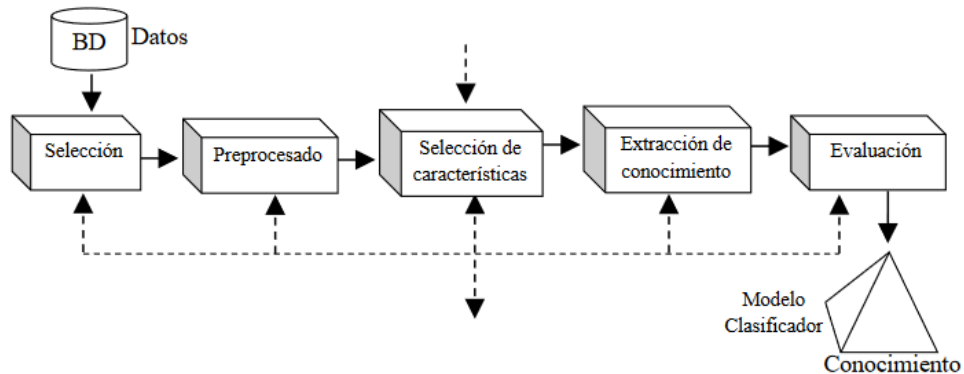 BD
Datos
Selección
Preprocesado
Selección de
características
Extracción de
conocimiento
Evaluación
Modelo
Clasificador
Conocimiento